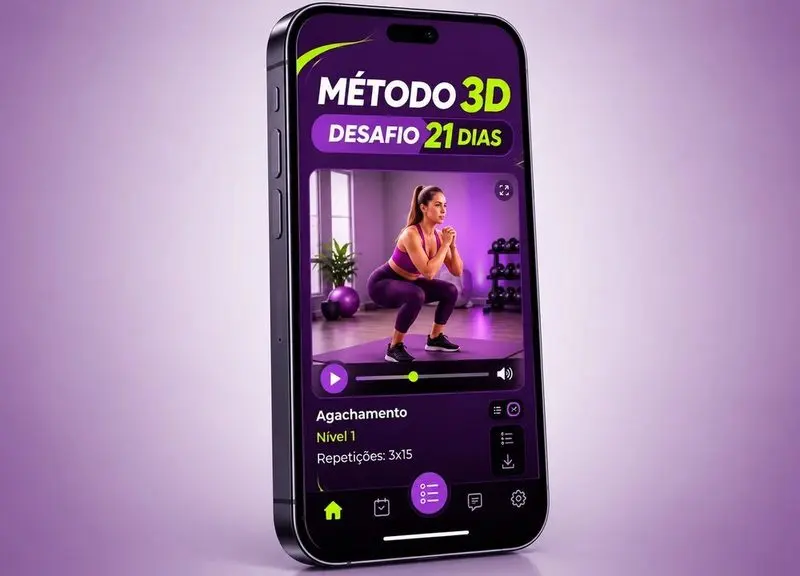 MÉTODO 3D
DESAFIO 21 DIAS
Agachamento
Nível 1
Repetições: 3x15